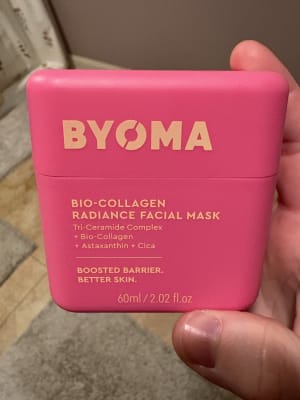 BYOMA
BIO-COLLAGEN
RADIANCE FACIAL MASK
Tri-Ceramide Complex
+ Bio-Collagen
+ Astaxanthin + Cica
BOOSTED BARRIER.
BETTER SKIN.
60ml / 2.02 fl.oz